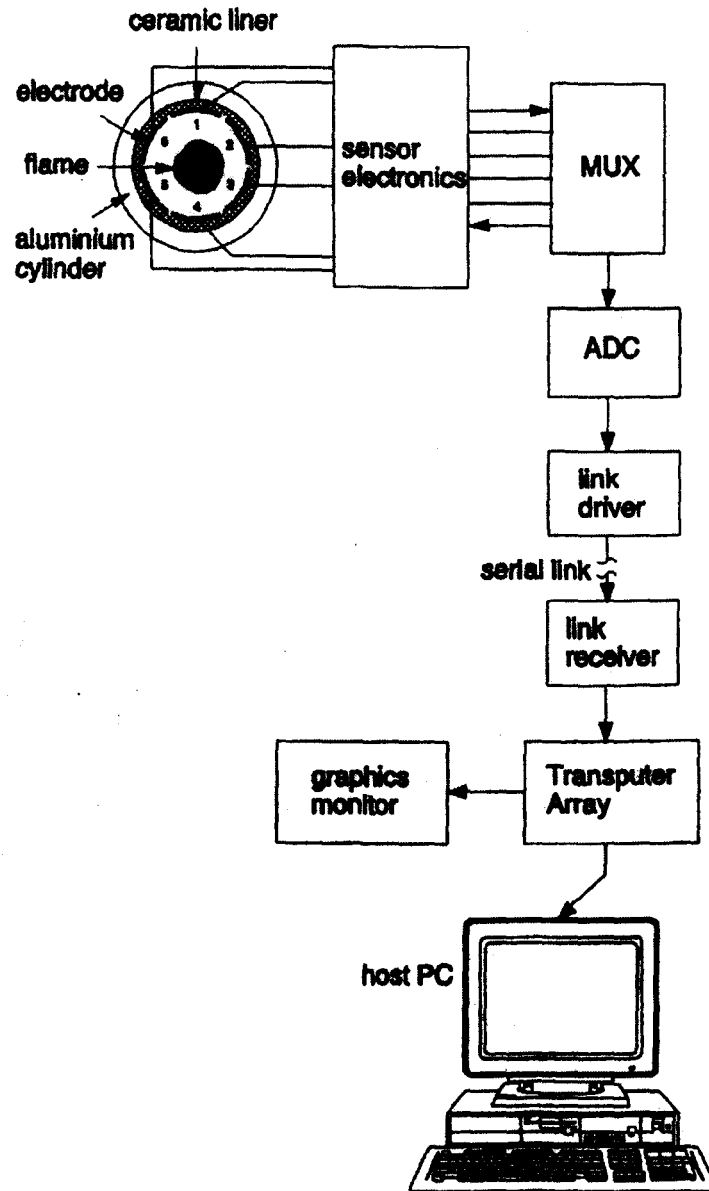 ceramic liner
electrode
flame
aluminium
cylinder
1
2
3
4
5
6
sensor
electronics
MUX
ADC
link
driver
serial link
link
receiver
graphics
monitor
Transputer
Array
host PC